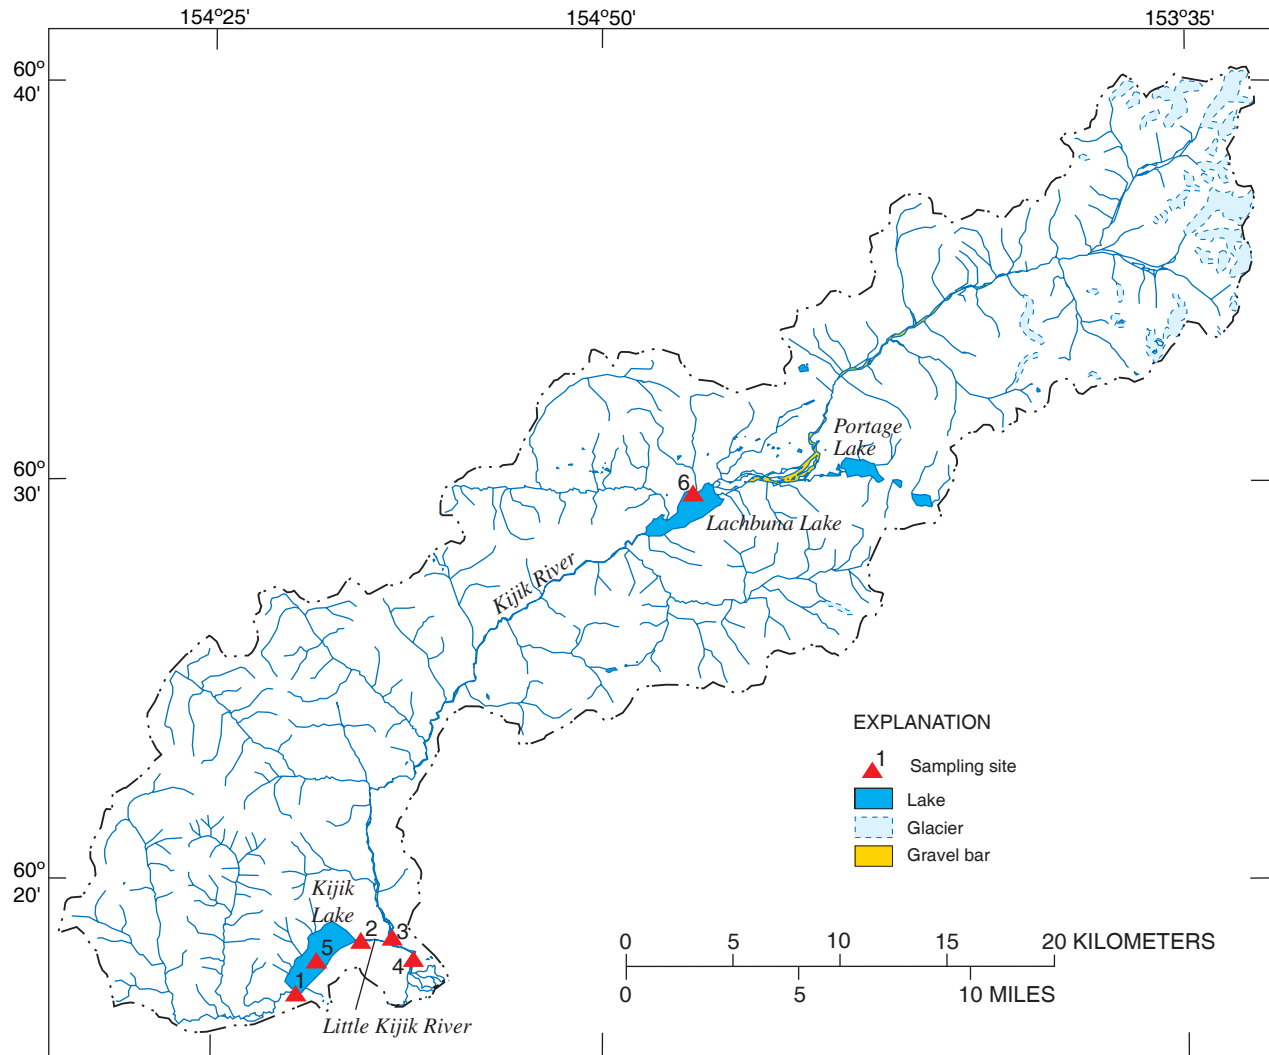 154°25'
154°50'
153°35'
60°
40'
Portage
Lake
60°
30'
6
Lachbuna Lake
Kijik River
EXPLANATION
1
Sampling site
Lake
Glacier
Gravel bar
60°
20'
Kijik
Lake
2
3
5
4
1
0
5
10
15
20 KILOMETERS
0
5
10 MILES
Little Kijik River